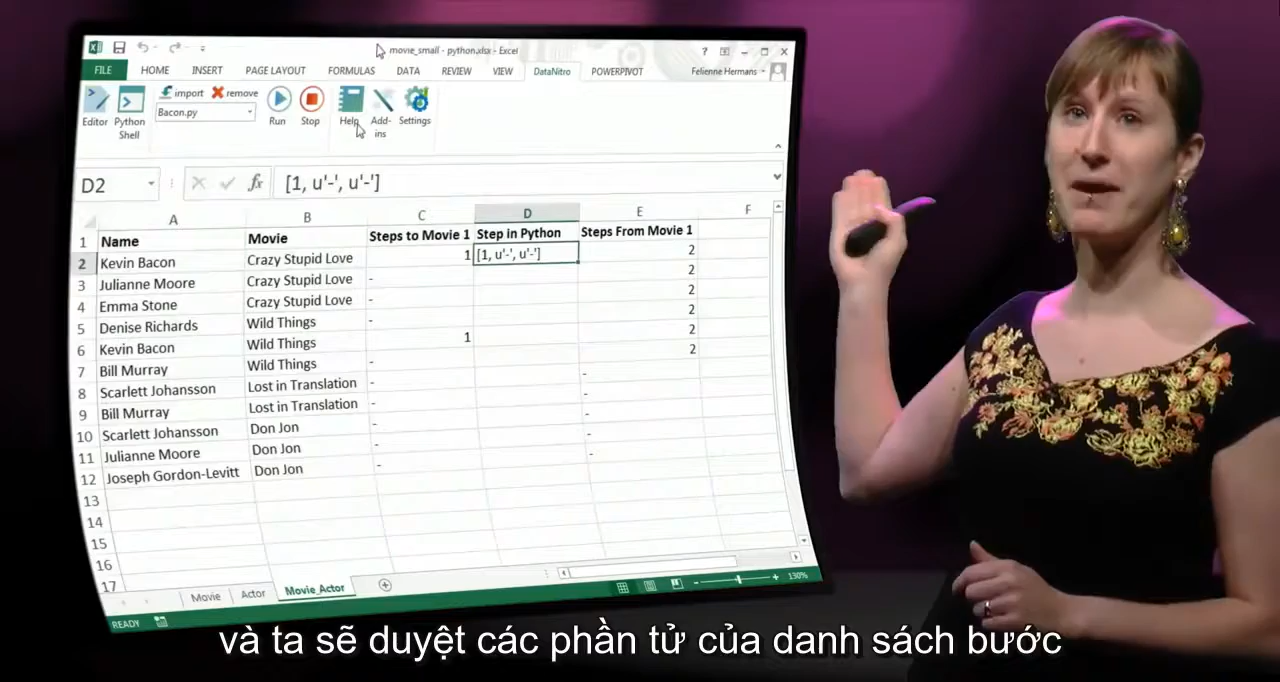 movie_small - python.xlsx - Excel
FILE HOME INSERT PAGE LAYOUT FORMULAS DATA REVIEW VIEW DataNitro POWERPIVOT Felienne Hermans
import remove
Bacon.py
Editor Python Shell Run Stop Help Add-ins Settings
D2 fx [1, u'-', u'-']
A B C D E F
1 Name Movie Steps to Movie 1 Step in Python Steps From Movie 1
2 Kevin Bacon Crazy Stupid Love 1 [1, u'-', u'-'] 2
3 Julianne Moore Crazy Stupid Love - 2
4 Emma Stone Crazy Stupid Love - 2
5 Denise Richards Wild Things - 2
6 Kevin Bacon Wild Things 1 2
7 Bill Murray Wild Things - 2
8 Scarlett Johansson Lost in Translation - -
9 Bill Murray Lost in Translation - -
10 Scarlett Johansson Don Jon - -
11 Julianne Moore Don Jon - -
12 Joseph Gordon-Levitt Don Jon - -
13
14
15
16
17
Movie Actor Movie_Actor
READY 130%
và ta sẽ duyệt các phần tử của danh sách bước